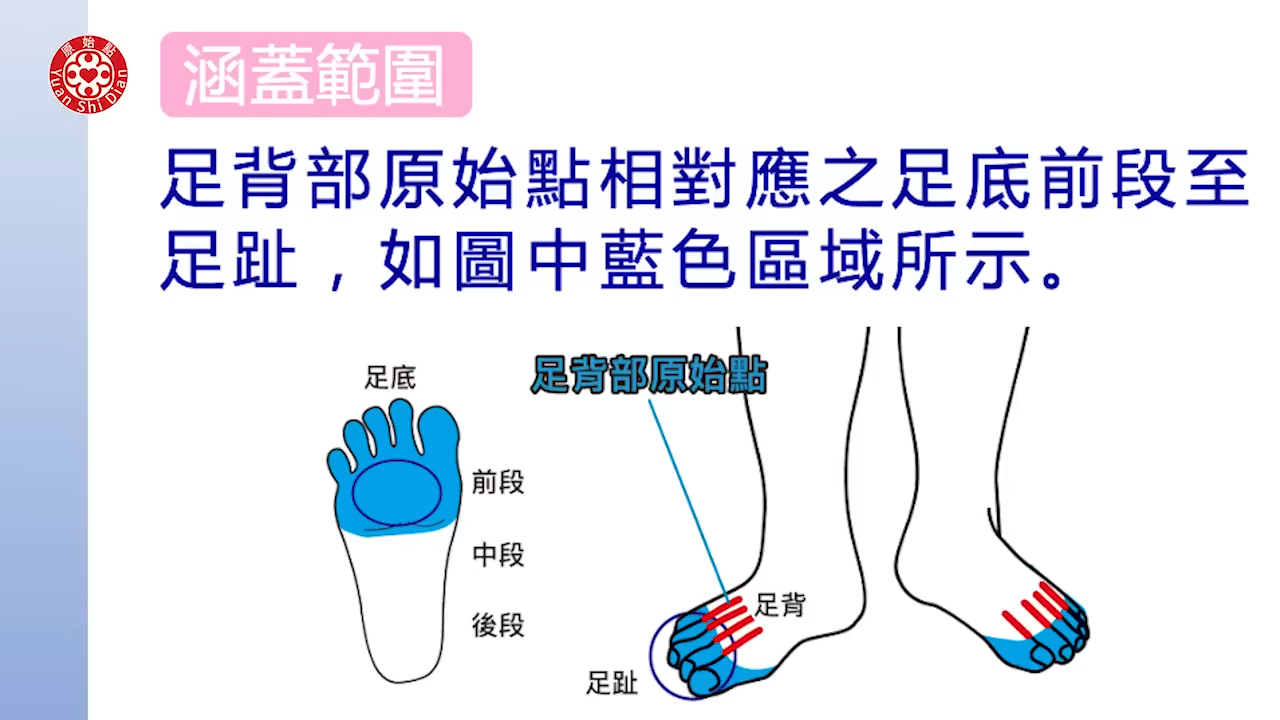 原始點
Yuan Shi Dian
涵蓋範圍
足背部原始點相對應之足底前段至
足趾，如圖中藍色區域所示。
足底
足背部原始點
前段
中段
後段
足背
足趾